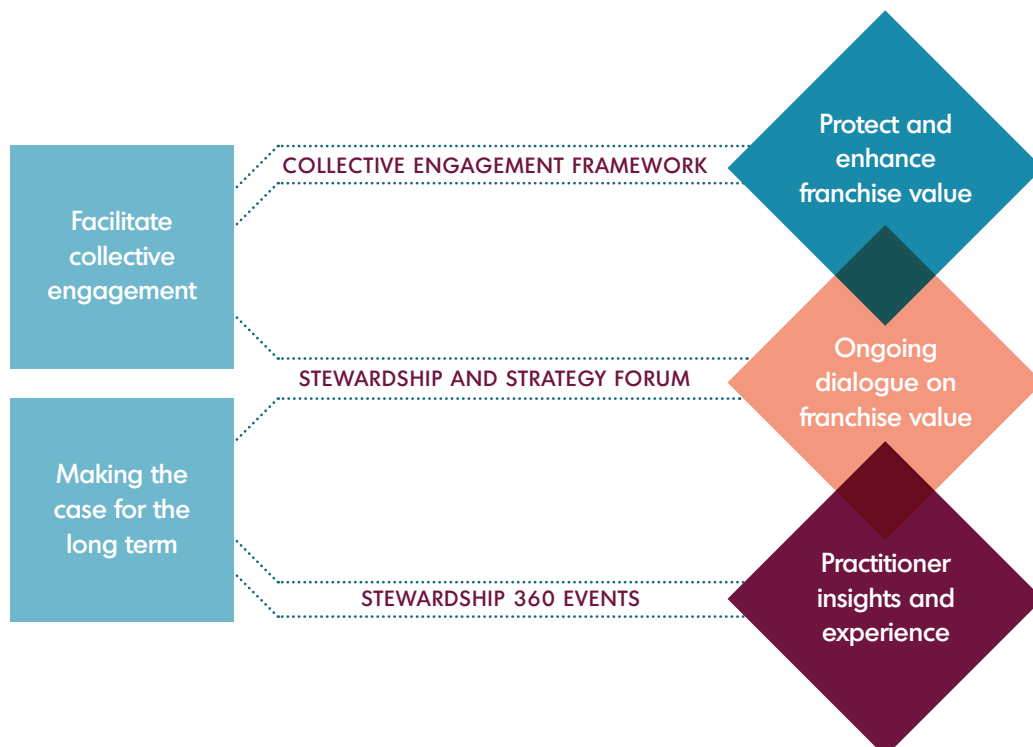 Protect and
enhance
franchise value
COLLECTIVE ENGAGEMENT FRAMEWORK
Facilitate
collective
engagement
Ongoing
dialogue on
franchise value
STEWARDSHIP AND STRATEGY FORUM
Making the
case for the
long term
Practitioner
insights and
experience
STEWARDSHIP 360 EVENTS